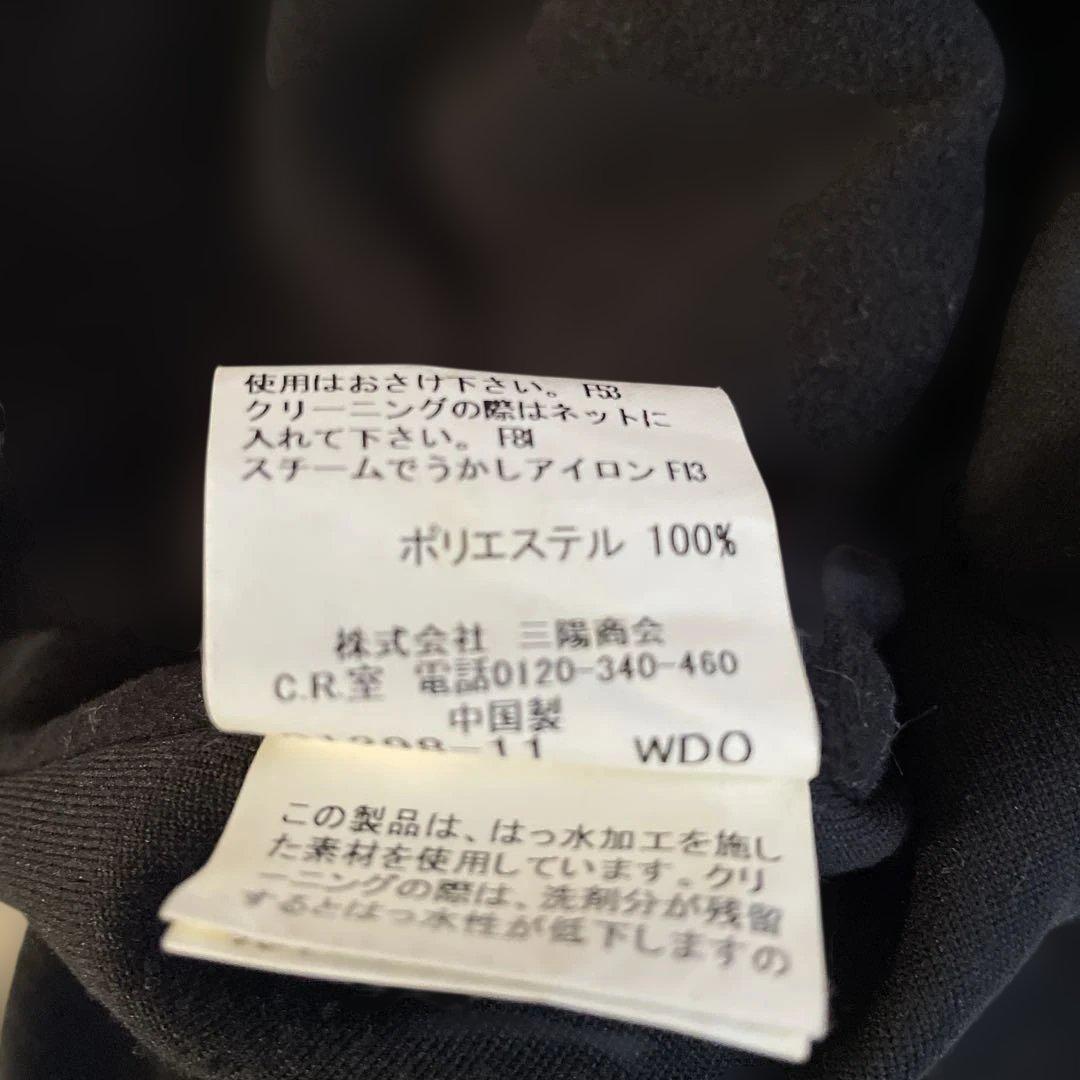 使用はおさけ下さい。 F53
クリーニングの際はネットに
入れて下さい。 F81
スチームでうかしアイロン F13
ポリエステル 100%
株式会社 三陽商会
C.R.室 電話0120-340-460
中国製
-11 WDO
この製品は、はっ水加工を施し
た素材を使用しています。クリ
ーニングの際は、洗剤分が残留
するとはっ水性が低下しますの